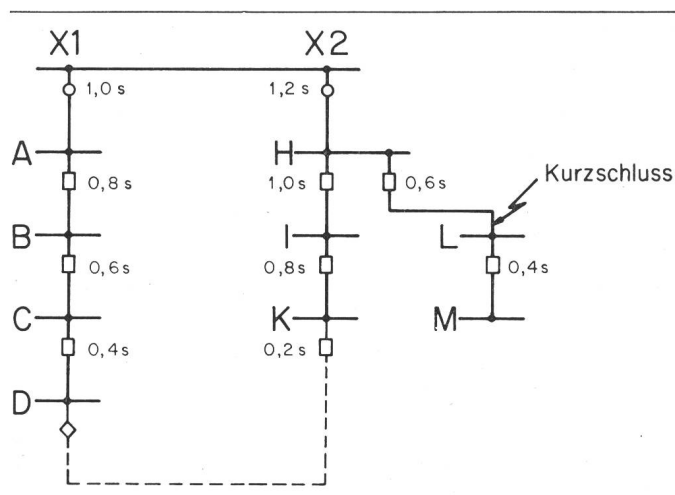 X1 X2
1,0 s 1,2 s
A H
0,8 s 1,0 s 0,6 s Kurzschluss
B I L
0,6 s 0,8 s 0,4 s
C K M
0,4 s 0,2 s
D